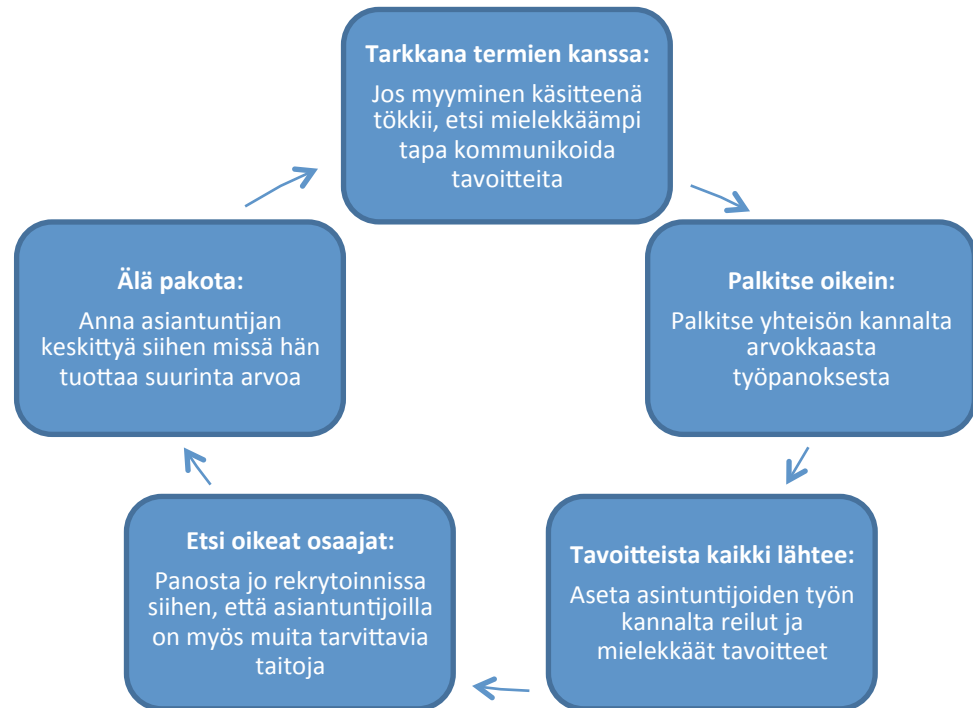 Tarkkana termien kanssa:
Jos myyminen käsitteenä
tökkii, etsi mielekkäämpi
tapa kommunikoida
tavoitteita
Palkitse oikein:
Palkitse yhteisön kannalta
arvokkaasta
työpanoksesta
Tavoitteista kaikki lähtee:
Aseta asintuntijoiden työn
kannalta reilut ja
mielekkäät tavoitteet
Etsi oikeat osaajat:
Panosta jo rekrytoinnissa
siihen, että asiantuntijoilla
on myös muita tarvittavia
taitoja
Älä pakota:
Anna asiantuntijan
keskittyä siihen missä hän
tuottaa suurinta arvoa